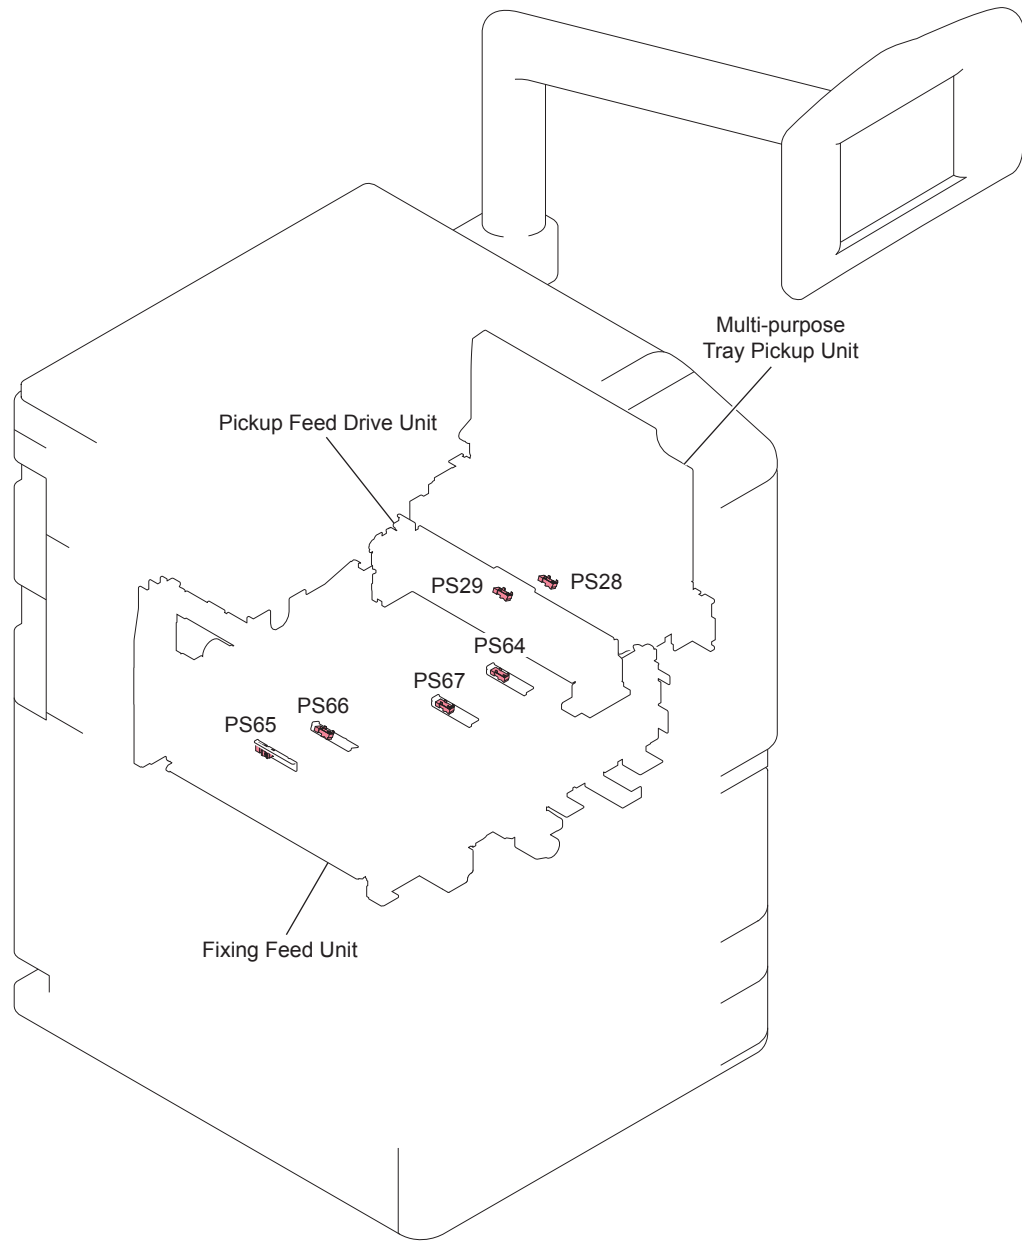 Multi-purpose
Tray Pickup Unit
Pickup Feed Drive Unit
PS29
PS28
PS64
PS67
PS66
PS65
Fixing Feed Unit